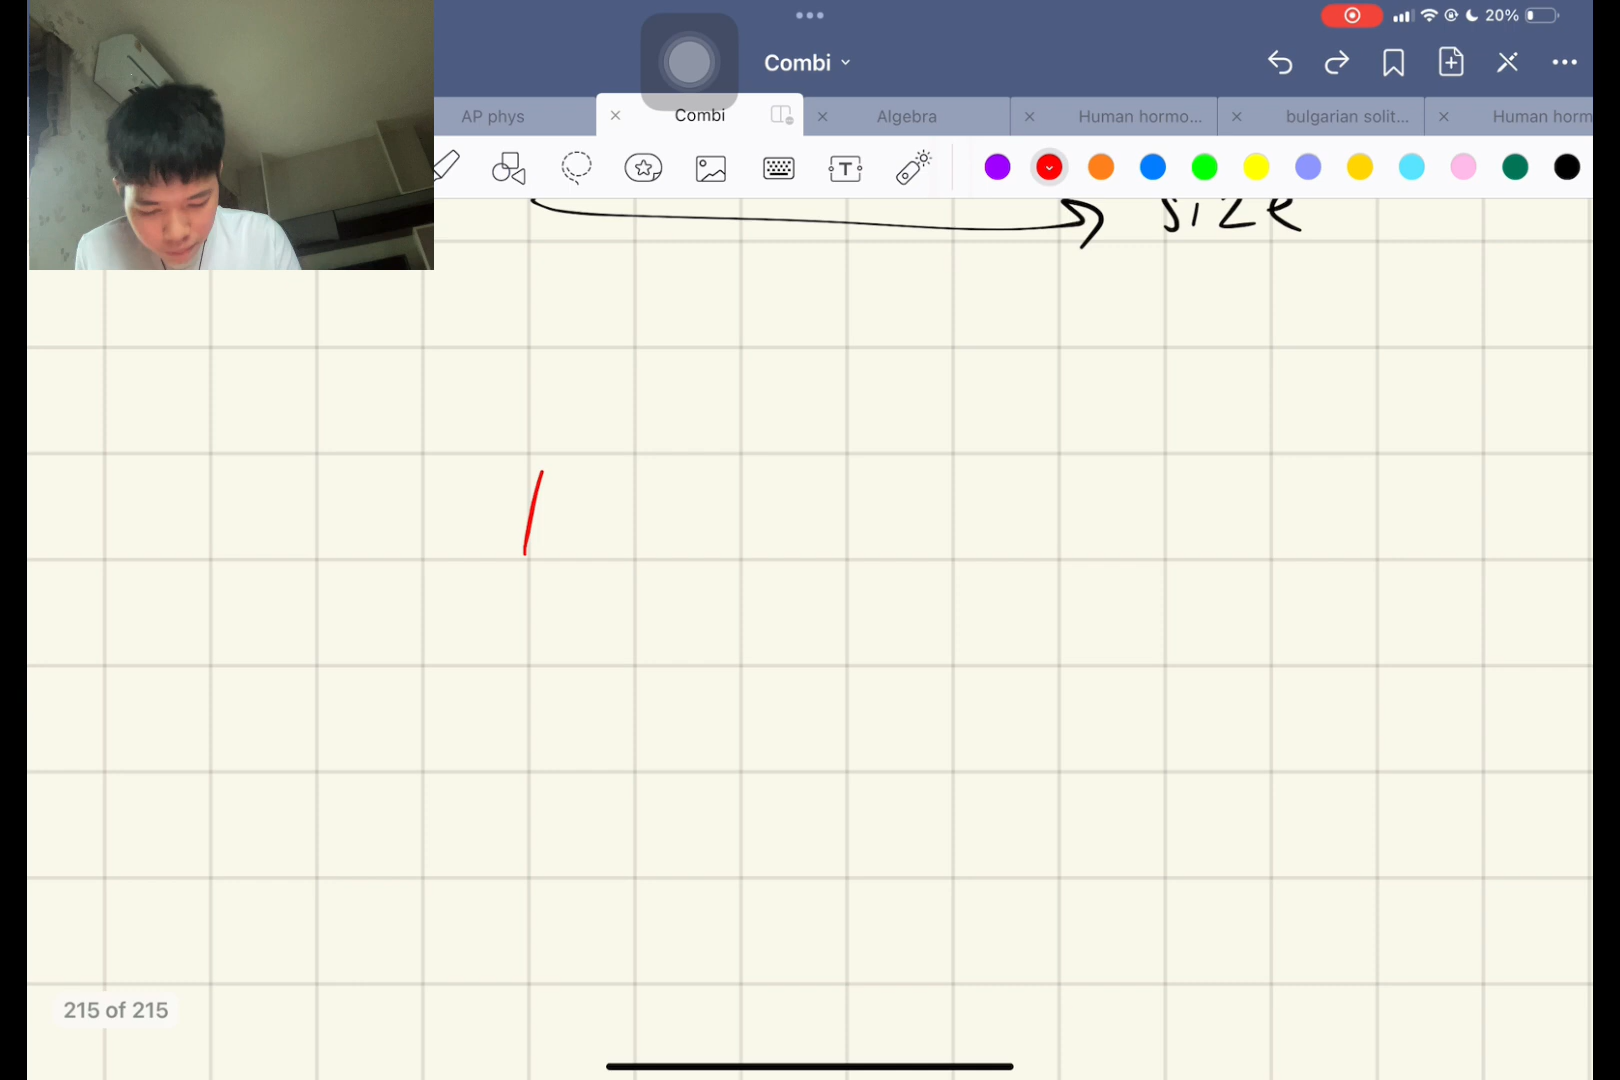 20%
Combi
AP phys
Combi
Algebra
Human hormo...
bulgarian solit...
Human horm
T
size
215 of 215